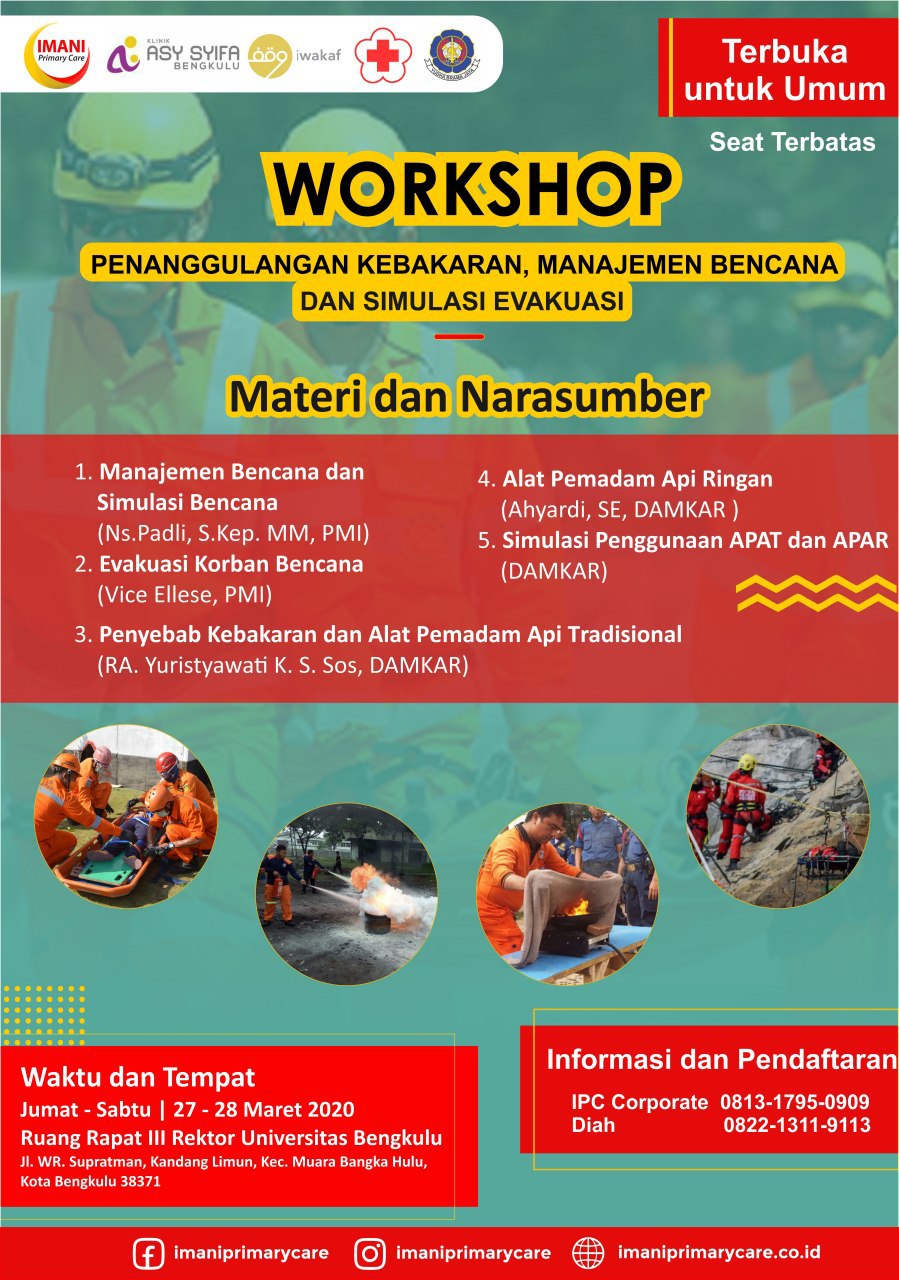 IMANI
Primary Care
KLINIK
ASY SYIFA
BENGKULU
iwakaf
Terbuka
untuk Umum
Seat Terbatas
WORKSHOP
PENANGGULANGAN KEBAKARAN, MANAJEMEN BENCANA
DAN SIMULASI EVAKUASI
Materi dan Narasumber
1. Manajemen Bencana dan
Simulasi Bencana
(Ns.Padli, S.Kep. MM, PMI)
2. Evakuasi Korban Bencana
(Vice Ellese, PMI)
3. Penyebab Kebakaran dan Alat Pemadam Api Tradisional
(RA. Yuristyawati K. S. Sos, DAMKAR)
4. Alat Pemadam Api Ringan
(Ahyardi, SE, DAMKAR )
5. Simulasi Penggunaan APAT dan APAR
(DAMKAR)
Waktu dan Tempat
Jumat - Sabtu | 27 - 28 Maret 2020
Ruang Rapat III Rektor Universitas Bengkulu
Jl. WR. Supratman, Kandang Limun, Kec. Muara Bangka Hulu,
Kota Bengkulu 38371
Informasi dan Pendaftaran
IPC Corporate 0813-1795-0909
Diah 0822-1311-9113
imaniprimarycare
imaniprimarycare
imaniprimarycare.co.id